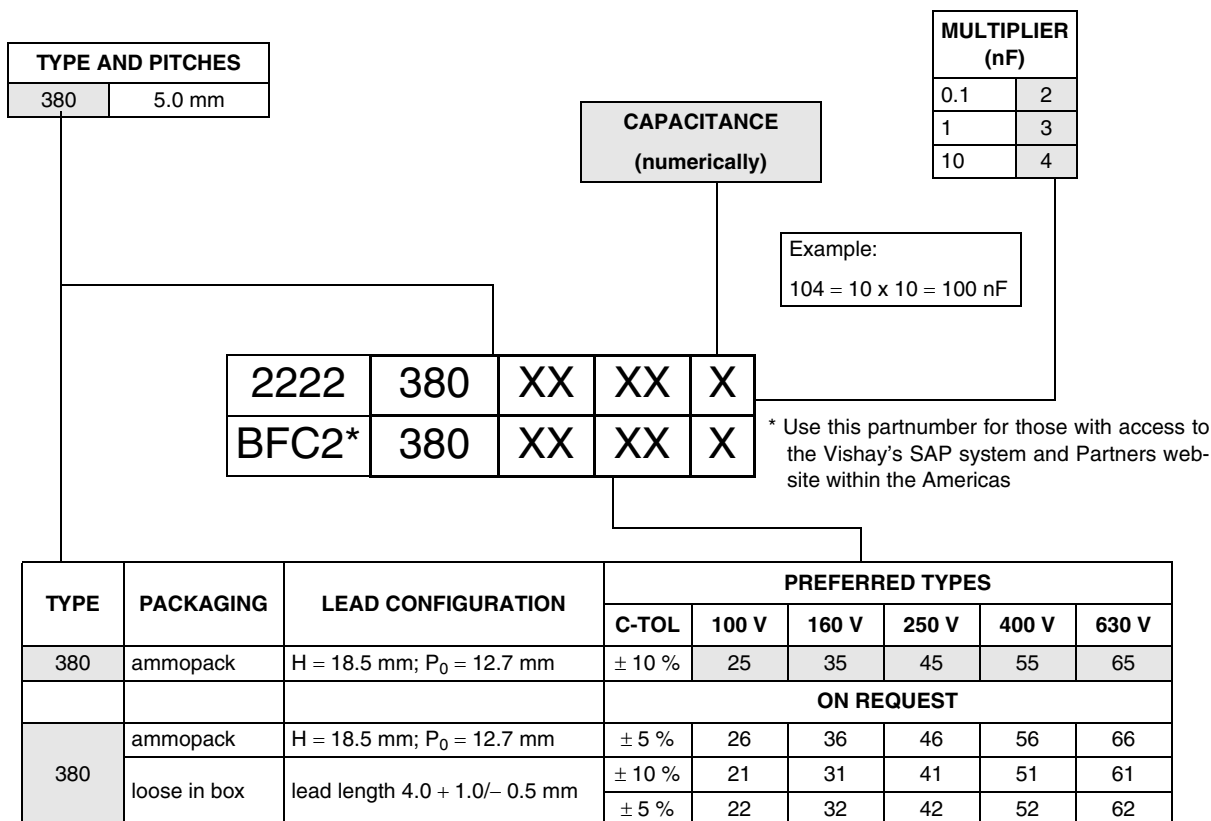 TYPE AND PITCHES
380 5.0 mm
CAPACITANCE
(numerically)
MULTIPLIER
(nF)
0.1 2
1 3
10 4
Example:
104 = 10 x 10 = 100 nF
2222 380 XX XX X
BFC2* 380 XX XX X
* Use this partnumber for those with access to
the Vishay's SAP system and Partners web-
site within the Americas
TYPE PACKAGING LEAD CONFIGURATION PREFERRED TYPES
C-TOL 100 V 160 V 250 V 400 V 630 V
380 ammopack H = 18.5 mm; P0 = 12.7 mm ± 10 % 25 35 45 55 65
ON REQUEST
380 ammopack H = 18.5 mm; P0 = 12.7 mm ± 5 % 26 36 46 56 66
loose in box lead length 4.0 + 1.0/− 0.5 mm ± 10 % 21 31 41 51 61
± 5 % 22 32 42 52 62